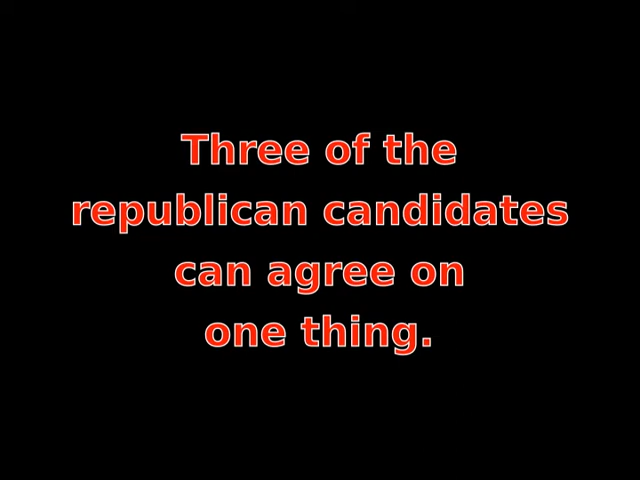 Three of the
republican candidates
can agree on
one thing.